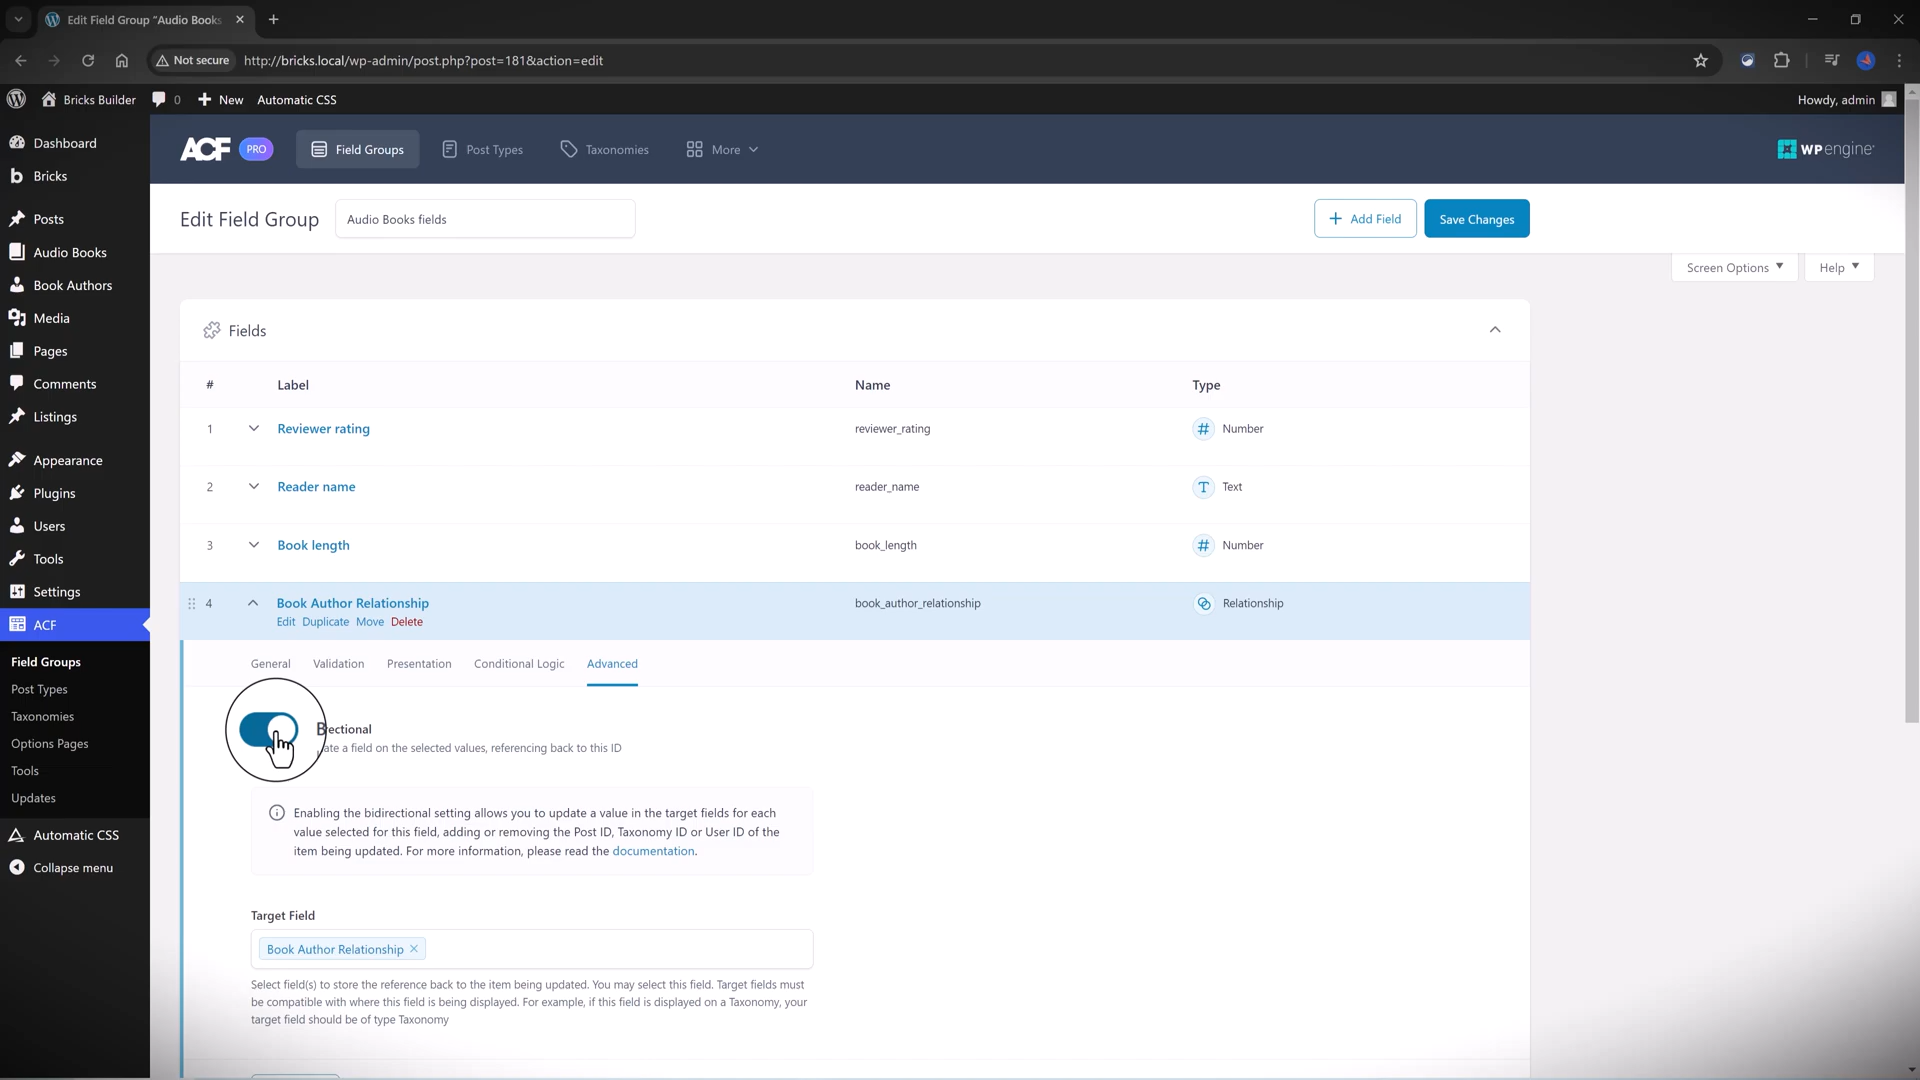 Edit Field Group "Audio Books
Not secure
http://bricks.local/wp-admin/post.php?post=181&action=edit
Bricks Builder
0
New
Automatic CSS
Howdy, admin
Dashboard
Bricks
Posts
Audio Books
Book Authors
Media
Pages
Comments
Listings
Appearance
Plugins
Users
Tools
Settings
ACF
Field Groups
Post Types
Taxonomies
Options Pages
Tools
Updates
Automatic CSS
Collapse menu
ACF PRO
Field Groups
Post Types
Taxonomies
More
WP engine
Edit Field Group
Audio Books fields
Add Field
Save Changes
Screen Options
Help
Fields
# Label Name Type
1 Reviewer rating reviewer_rating # Number
2 Reader name reader_name T Text
3 Book length book_length # Number
4 Book Author Relationship book_author_relationship Relationship
Edit Duplicate Move Delete
General Validation Presentation Conditional Logic Advanced
a field on the selected values, referencing back to this ID
Enabling the bidirectional setting allows you to update a value in the target fields for each
value selected for this field, adding or removing the Post ID, Taxonomy ID or User ID of the
item being updated. For more information, please read the documentation.
Target Field
Book Author Relationship ×
Select field(s) to store the reference back to the item being updated. You may select this field. Target fields must
be compatible with where this field is being displayed. For example, if this field is displayed on a Taxonomy, your
target field should be of type Taxonomy